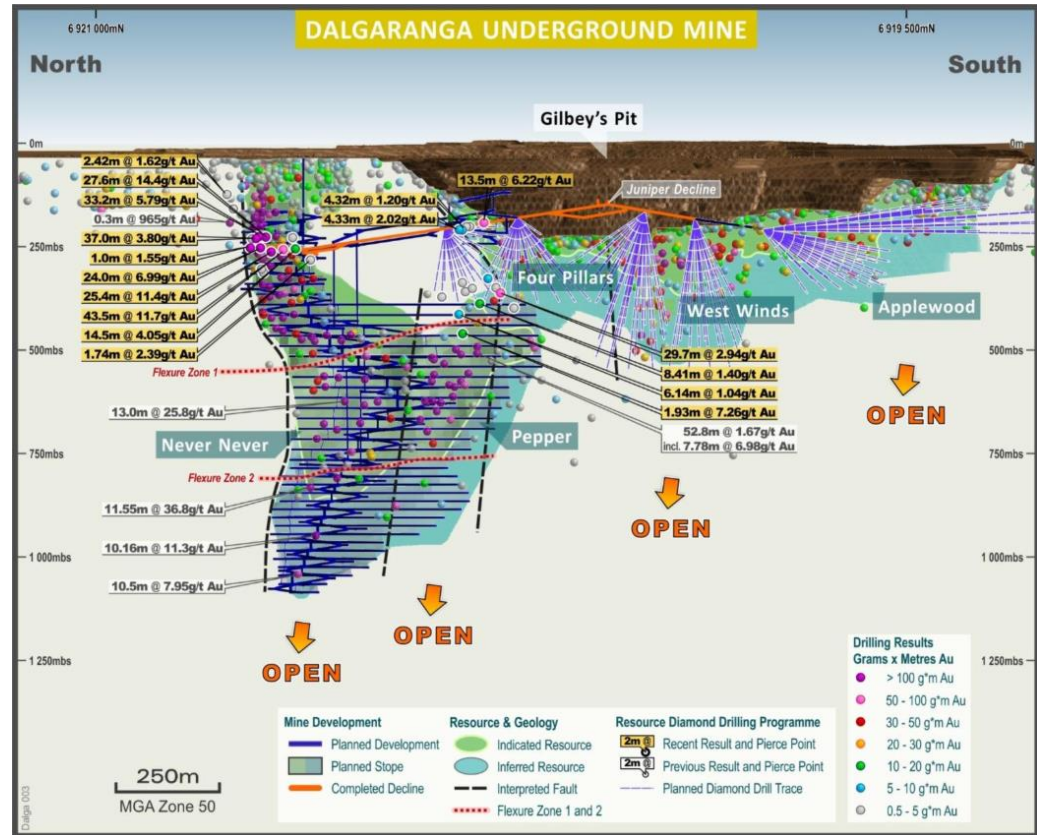 6 921 000mN
DALGARANGA UNDERGROUND MINE
6 919 500mN
North
South
Gilbey's Pit
0m
0m
2.42m @ 1.62g/t Au
27.6m @ 14.4g/t Au
33.2m @ 5.79g/t Au
0.3m @ 965g/t Au
37.0m @ 3.80g/t Au
1.0m @ 1.55g/t Au
24.0m @ 6.99g/t Au
25.4m @ 11.4g/t Au
43.5m @ 11.7g/t Au
14.5m @ 4.05g/t Au
1.74m @ 2.39g/t Au
13.5m @ 6.22g/t Au
4.32m @ 1.20g/t Au
4.33m @ 2.02g/t Au
Juniper Decline
250mbs
250mbs
Four Pillars
West Winds
Applewood
29.7m @ 2.94g/t Au
8.41m @ 1.40g/t Au
6.14m @ 1.04g/t Au
1.93m @ 7.26g/t Au
52.8m @ 1.67g/t Au
incl. 7.78m @ 6.98g/t Au
500mbs
500mbs
Flexure Zone 1
OPEN
13.0m @ 25.8g/t Au
Never Never
Pepper
750mbs
750mbs
Flexure Zone 2
OPEN
11.55m @ 36.8g/t Au
10.16m @ 11.3g/t Au
1 000mbs
1 000mbs
10.5m @ 7.95g/t Au
OPEN
OPEN
1 250mbs
1 250mbs
Drilling Results
Grams x Metres Au
> 100 g*m Au
50 - 100 g*m Au
30 - 50 g*m Au
20 - 30 g*m Au
10 - 20 g*m Au
5 - 10 g*m Au
0.5 - 5 g*m Au
Mine Development
Planned Development
Planned Stope
Completed Decline
Resource & Geology
Indicated Resource
Inferred Resource
Interpreted Fault
Flexure Zone 1 and 2
Resource Diamond Drilling Programme
2m @
Recent Result and Pierce Point
2m @
Previous Result and Pierce Point
Planned Diamond Drill Trace
250m
MGA Zone 50
Dalga 003